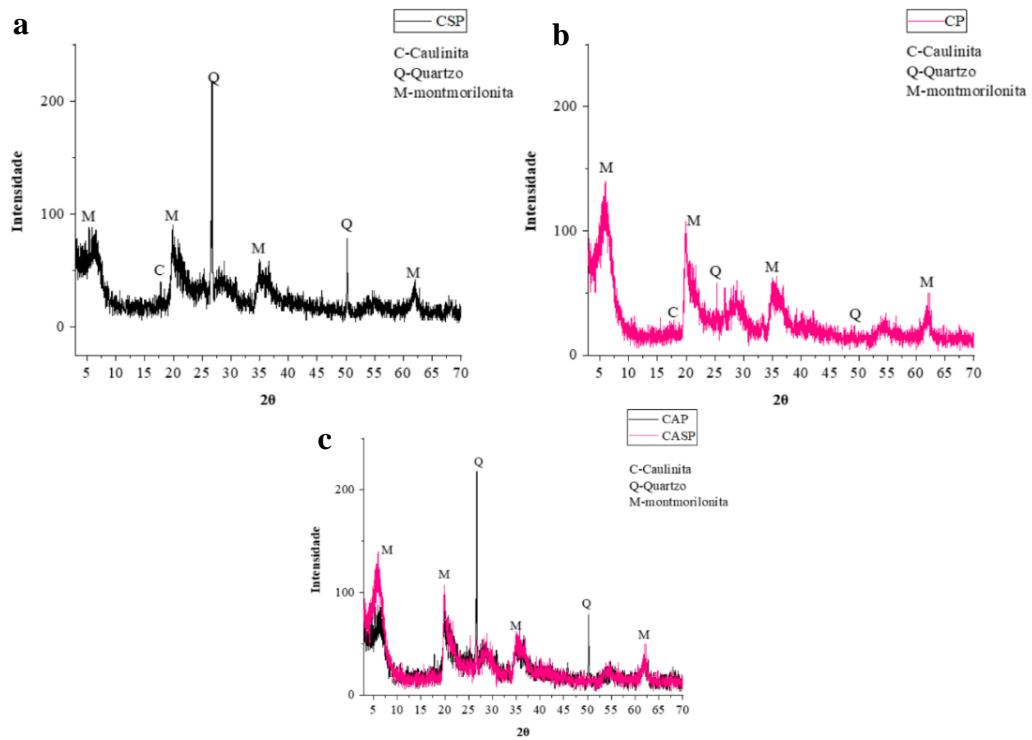 a
CSP
C-Caulinita
Q-Quartzo
M-montmorilonita
Intensidade
200
100
0
M
C
M
Q
M
Q
M
5 10 15 20 25 30 35 40 45 50 55 60 65 70
2θ
b
CP
C-Caulinita
Q-Quartzo
M-montmorilonita
Intensidade
200
100
0
M
C
M
Q
M
Q
M
5 10 15 20 25 30 35 40 45 50 55 60 65 70
2θ
c
CAP
CASP
C-Caulinita
Q-Quartzo
M-montmorilonita
Intensidade
200
100
0
M
M
Q
M
Q
M
5 10 15 20 25 30 35 40 45 50 55 60 65 70
2θ